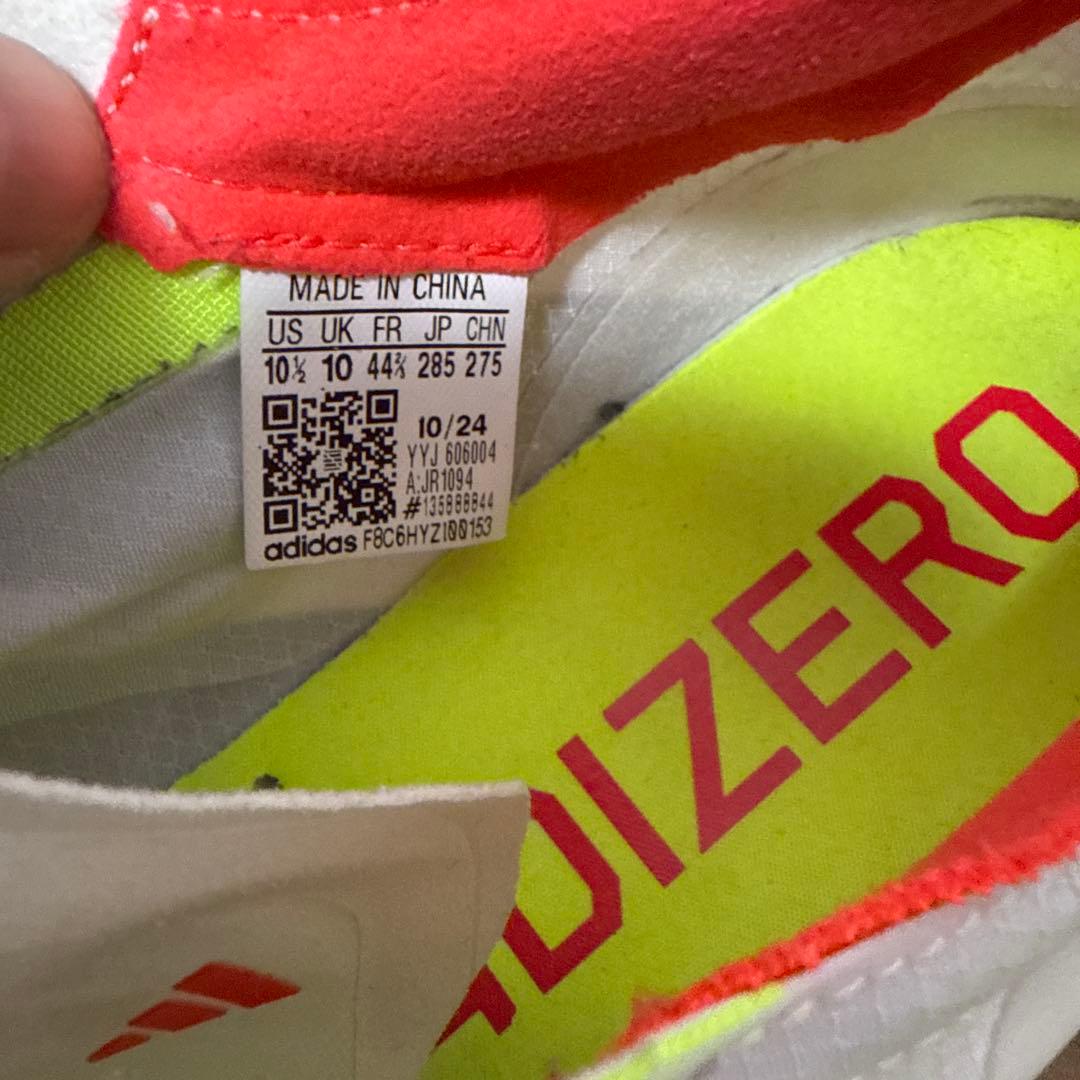 MADE IN CHINA
US UK FR JP CHN
10½ 10 44⅔ 285 275
10/24
YYJ 606004
A:JR1094
#135888844
adidas F8C6HYZI00153
ADIZERO